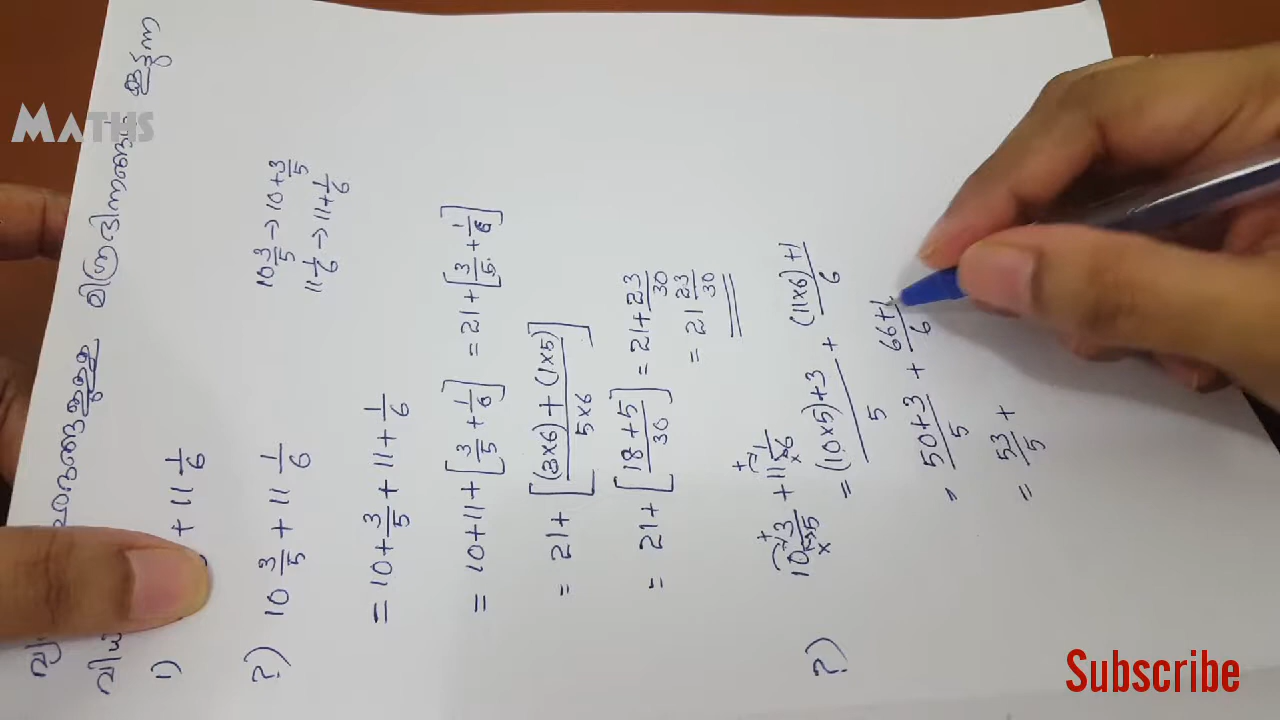 MATHS
മിശ്രഭിന്നങ്ങൾ കൂട്ടുന്ന
1) + 11 1/6
?) 10 3/5 + 11 1/6
10 3/5 → 10 + 3/5
11 1/6 → 11 + 1/6
= 10 + 3/5 + 11 + 1/6
= 10 + 11 + [3/5 + 1/6] = 21 + [3/5 + 1/6]
= 21 + [(3×6) + (1×5)/5×6]
= 21 + [18+5/30] = 21 + 23/30
= 21 23/30
?) 10 3/5 + 11 1/6
= (10×5)+3/5 + (11×6)+1/6
= 50+3/5 + 66+1/6
= 53/5 +
Subscribe